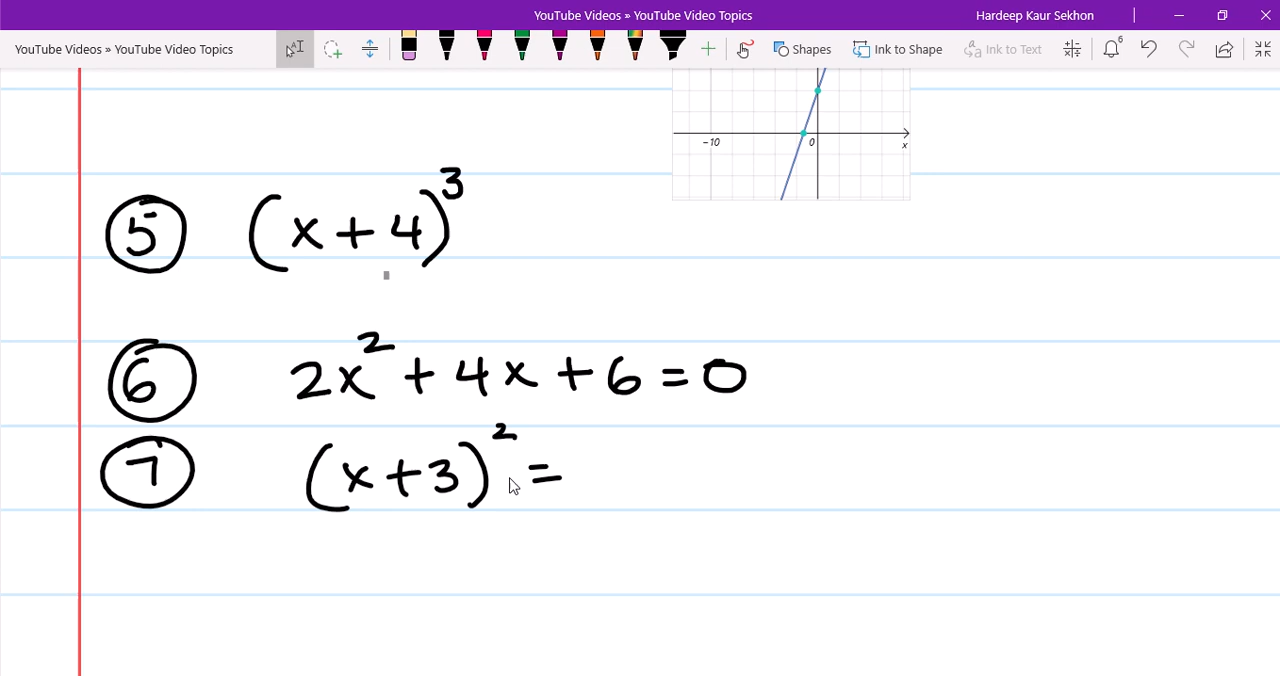 YouTube Videos » YouTube Video Topics
Hardeep Kaur Sekhon
YouTube Videos » YouTube Video Topics
Shapes
Ink to Shape
Ink to Text
6
-10
0
x
5 (x+4)³
6 2x²+4x+6=0
7 (x+3)²=